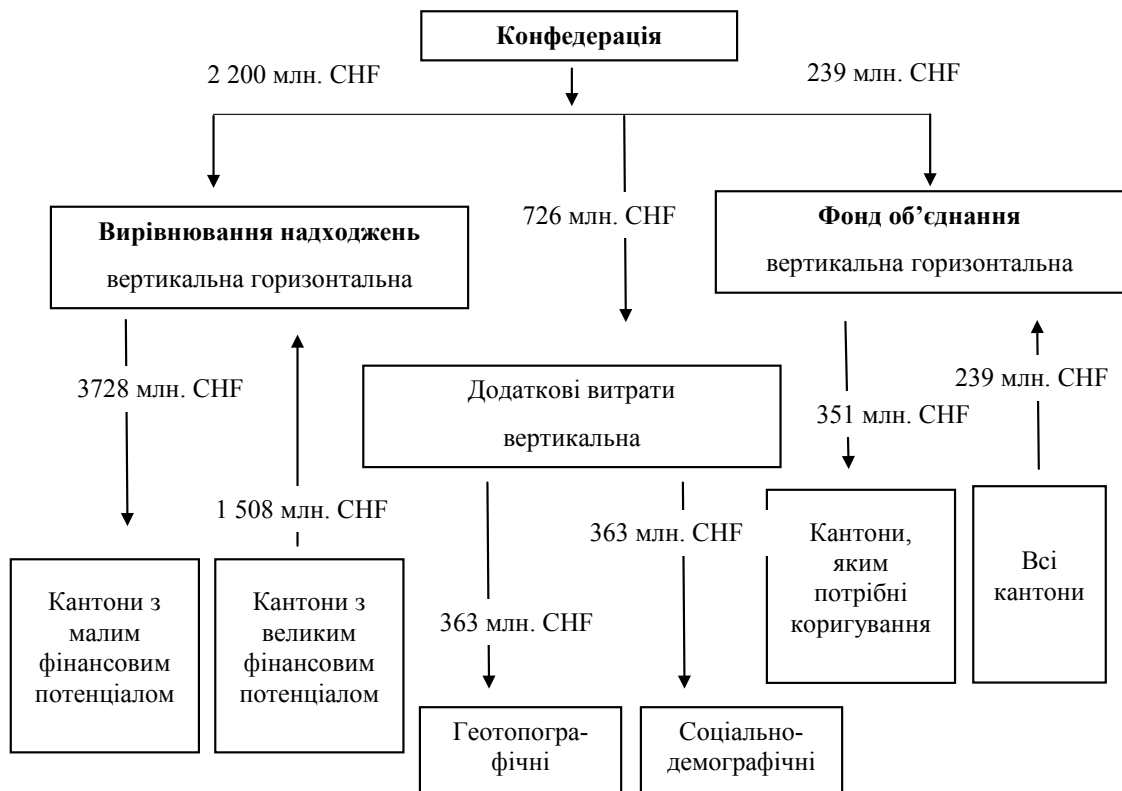 Конфедерація
2 200 млн. CHF
239 млн. CHF
726 млн. CHF
Вирівнювання надходжень
вертикальна горизонтальна
Фонд об’єднання
вертикальна горизонтальна
3728 млн. CHF
1 508 млн. CHF
Додаткові витрати
вертикальна
351 млн. CHF
239 млн. CHF
363 млн. CHF
363 млн. CHF
Кантони з
малим
фінансовим
потенціалом
Кантони з
великим
фінансовим
потенціалом
Геотопогра-
фічні
Соціально-
демографічні
Кантони,
яким
потрібні
коригування
Всі
кантони